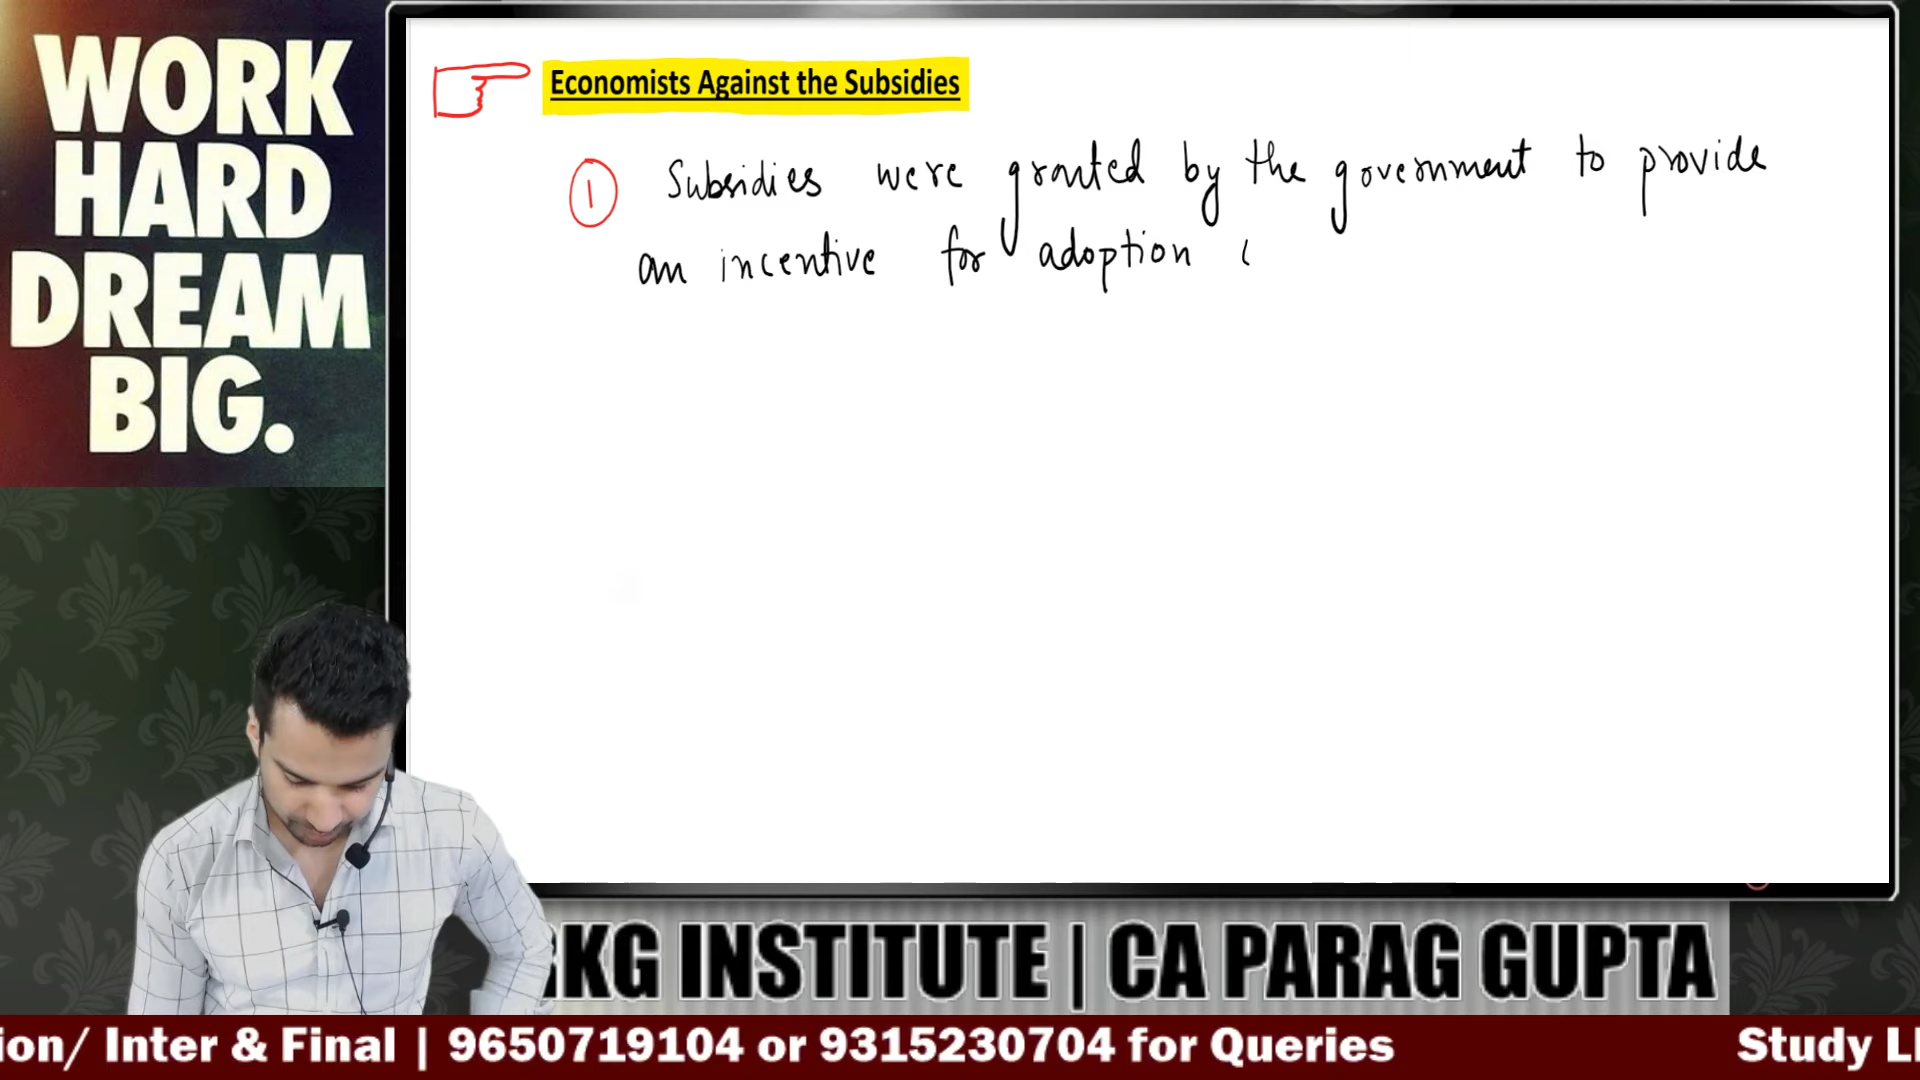 WORK
HARD
DREAM
BIG.
Economists Against the Subsidies
1 Subsidies were granted by the government to provide
an incentive for adoption
KG INSTITUTE | CA PARAG GUPTA
ion/ Inter & Final | 9650719104 or 9315230704 for Queries
Study